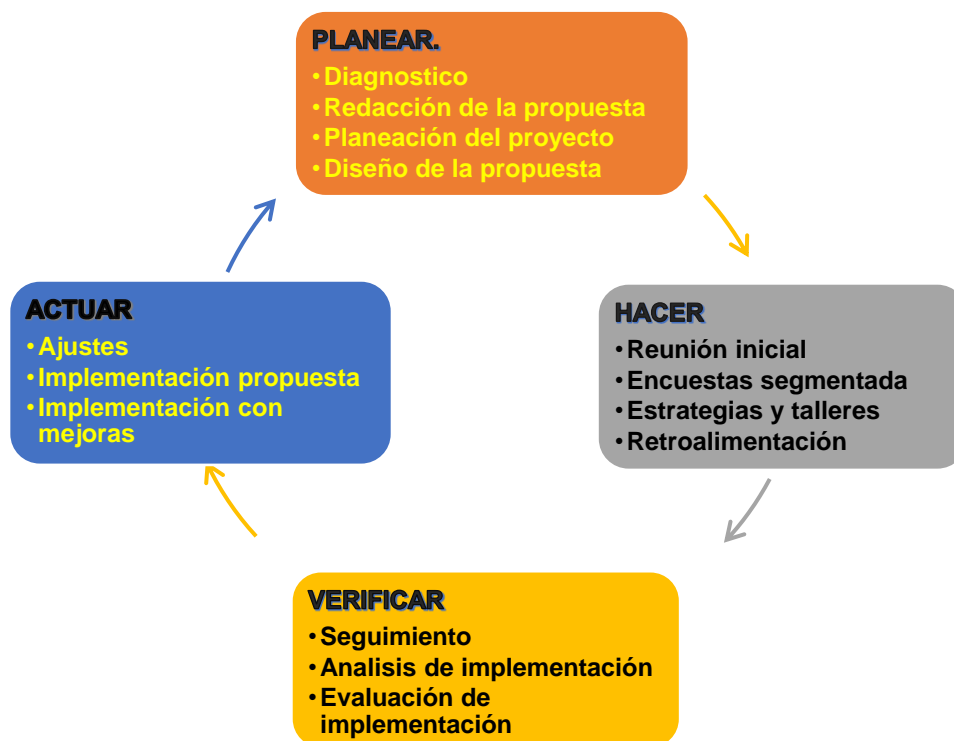 PLANEAR.
• Diagnostico
• Redacción de la propuesta
• Planeación del proyecto
• Diseño de la propuesta
HACER
• Reunión inicial
• Encuestas segmentada
• Estrategias y talleres
• Retroalimentación
VERIFICAR
• Seguimiento
• Analisis de implementación
• Evaluación de
implementación
ACTUAR
• Ajustes
• Implementación propuesta
• Implementación con
mejoras